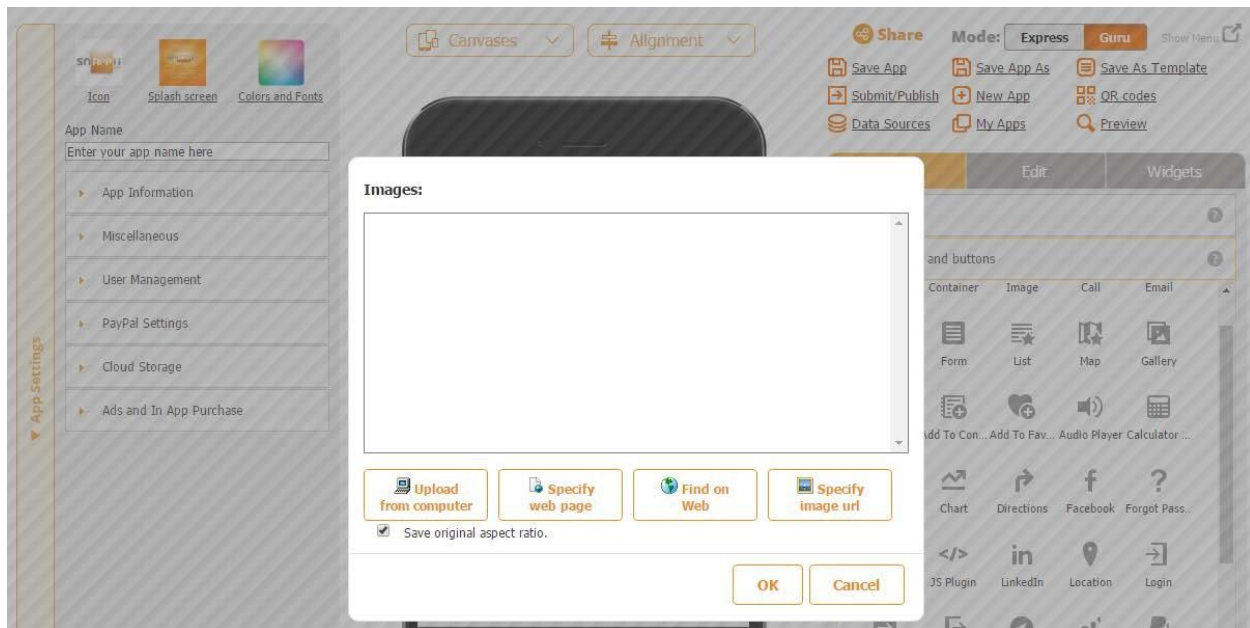 Canvases
Alignment
Share
Mode:
Express
Guru
Show Menu
Icon
Splash screen
Colors and Fonts
Save App
Save App As
Save As Template
Submit/Publish
New App
QR codes
Data Sources
My Apps
Preview
App Name
Enter your app name here
App Information
Miscellaneous
User Management
PayPal Settings
Cloud Storage
Ads and In App Purchase
App Settings
Images:
Upload
from computer
Specify
web page
Find on
Web
Specify
image url
Save original aspect ratio.
OK
Cancel
Edit
Widgets
and buttons
Container
Image
Call
Email
Form
List
Map
Gallery
Add To Con...
Add To Fav...
Audio Player
Calculator ...
Chart
Directions
Facebook
Forgot Pass..
JS Plugin
LinkedIn
Location
Login